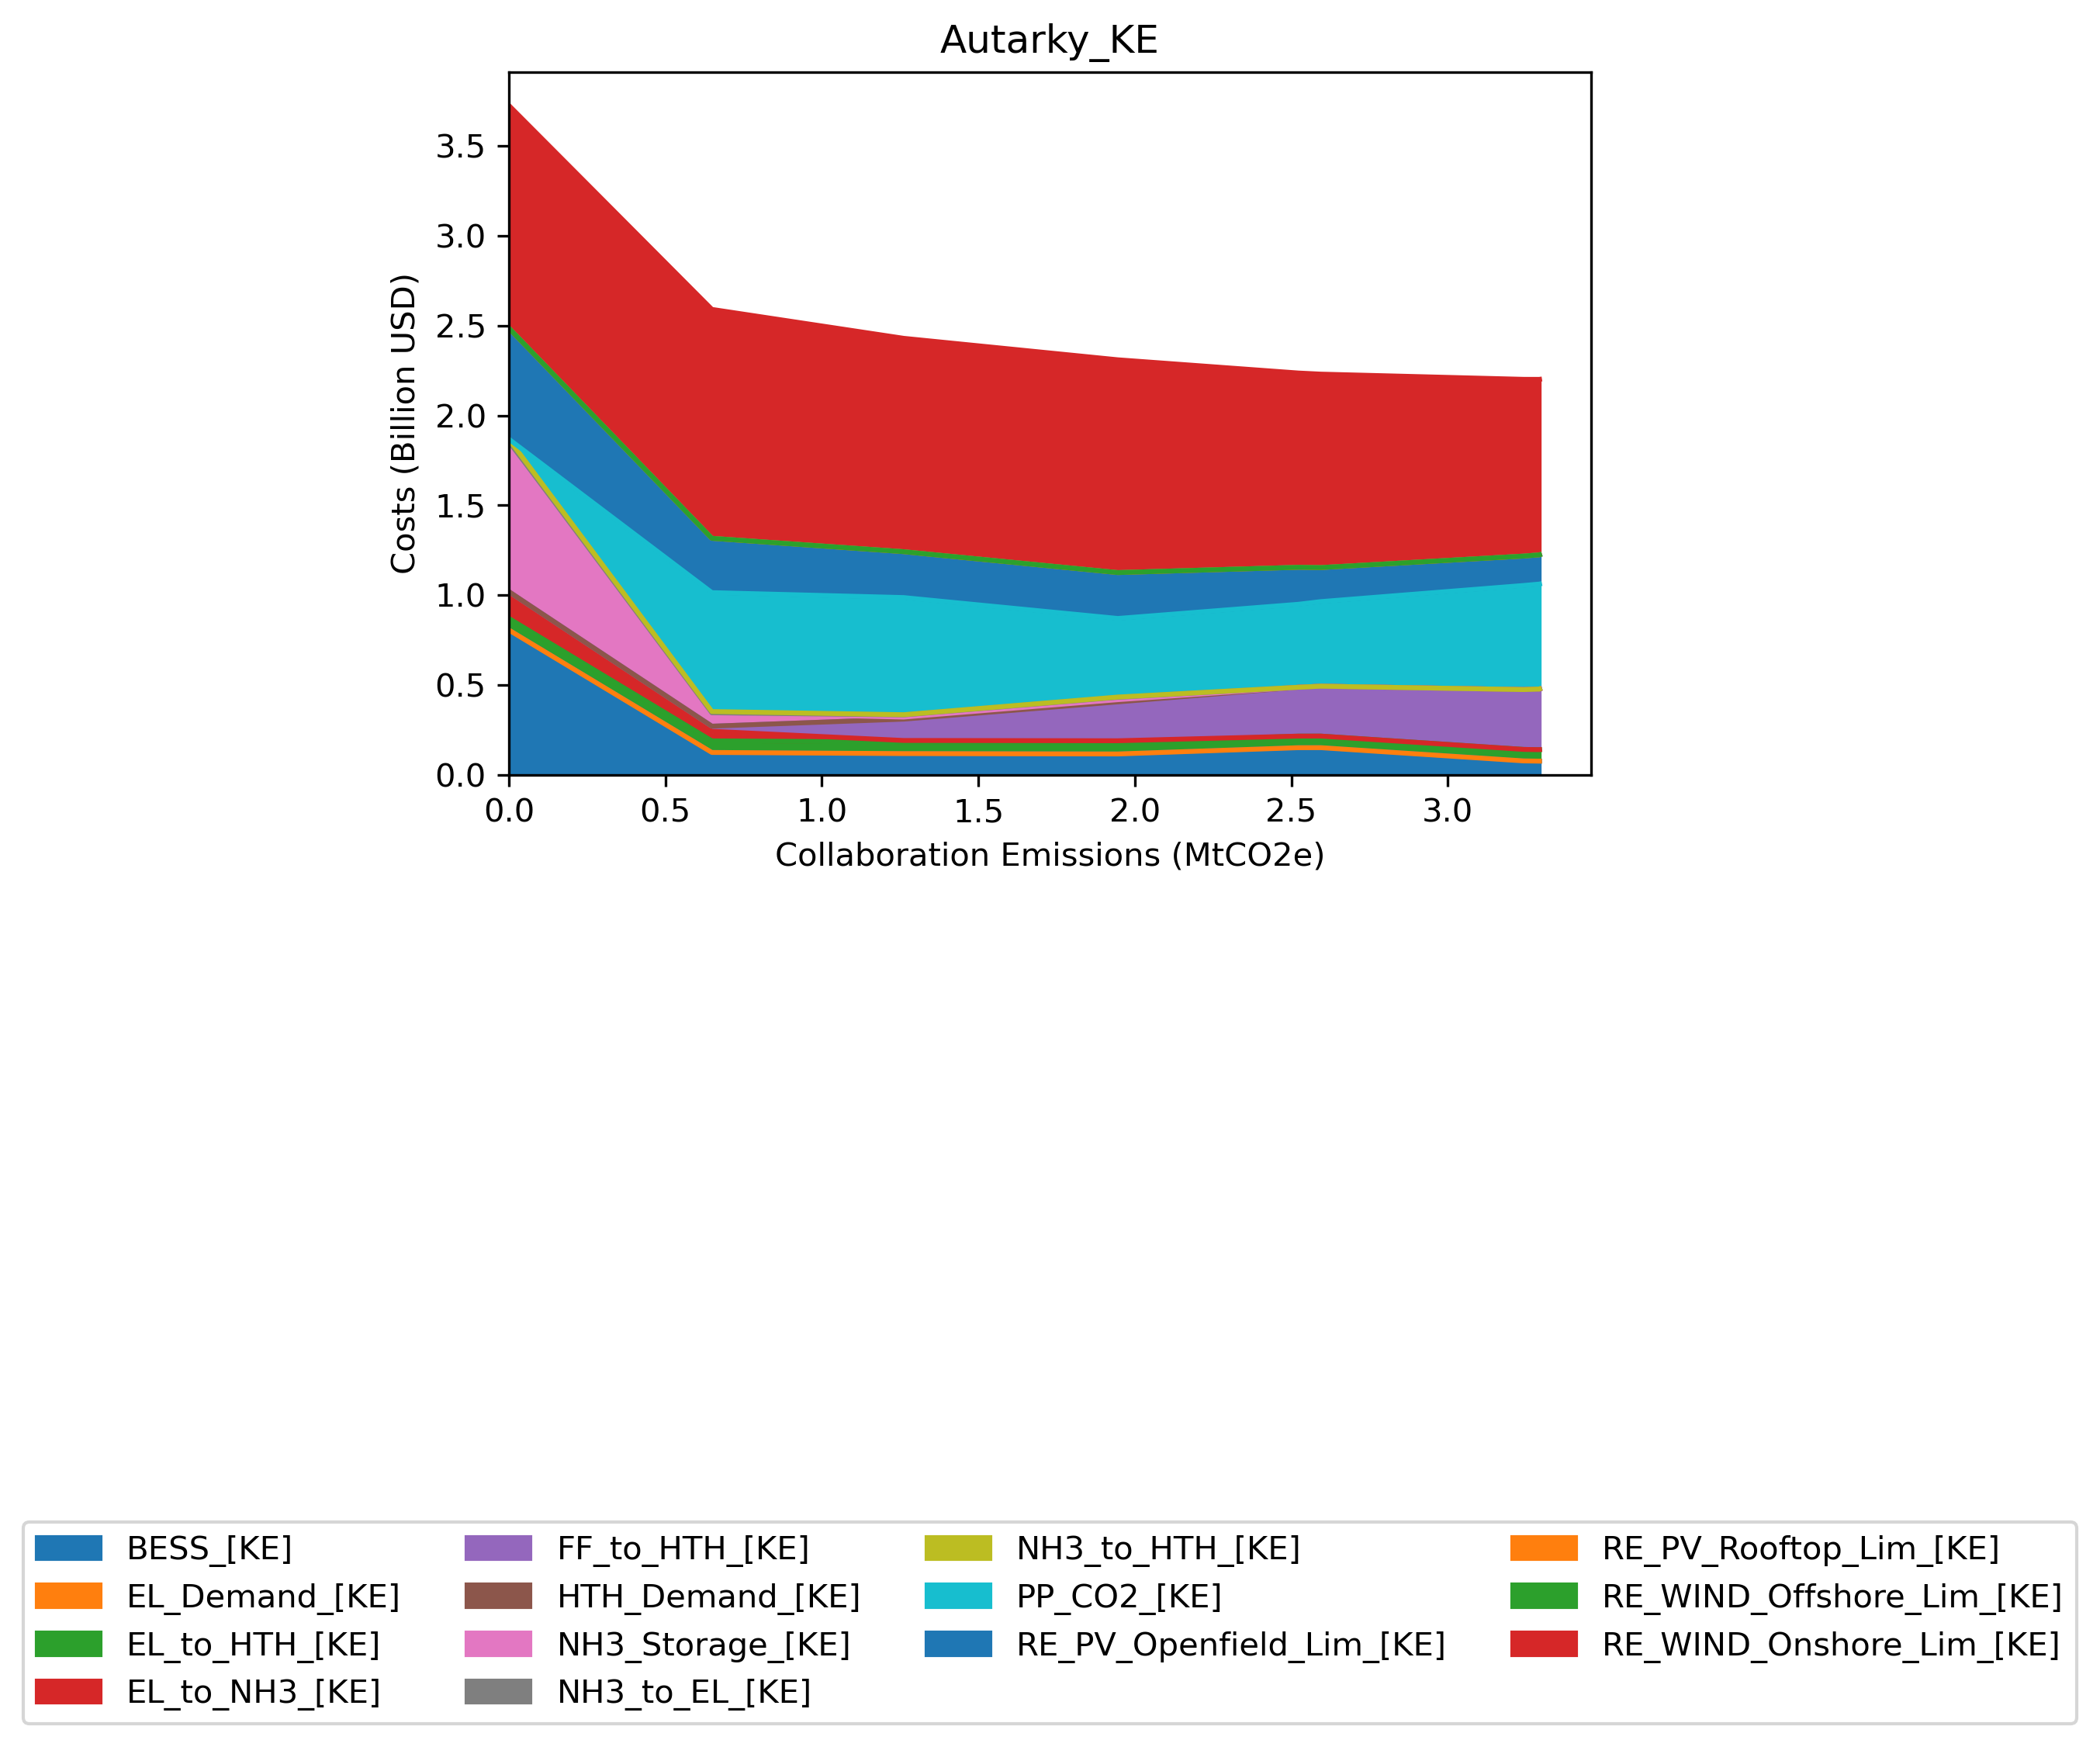 Autarky_KE
Costs (Billion USD)
3.5
3.0
2.5
2.0
1.5
1.0
0.5
0.0
0.0 0.5 1.0 1.5 2.0 2.5 3.0
Collaboration Emissions (MtCO2e)
BESS_[KE]
EL_Demand_[KE]
EL_to_HTH_[KE]
EL_to_NH3_[KE]
FF_to_HTH_[KE]
HTH_Demand_[KE]
NH3_Storage_[KE]
NH3_to_EL_[KE]
NH3_to_HTH_[KE]
PP_CO2_[KE]
RE_PV_Openfield_Lim_[KE]
RE_PV_Rooftop_Lim_[KE]
RE_WIND_Offshore_Lim_[KE]
RE_WIND_Onshore_Lim_[KE]